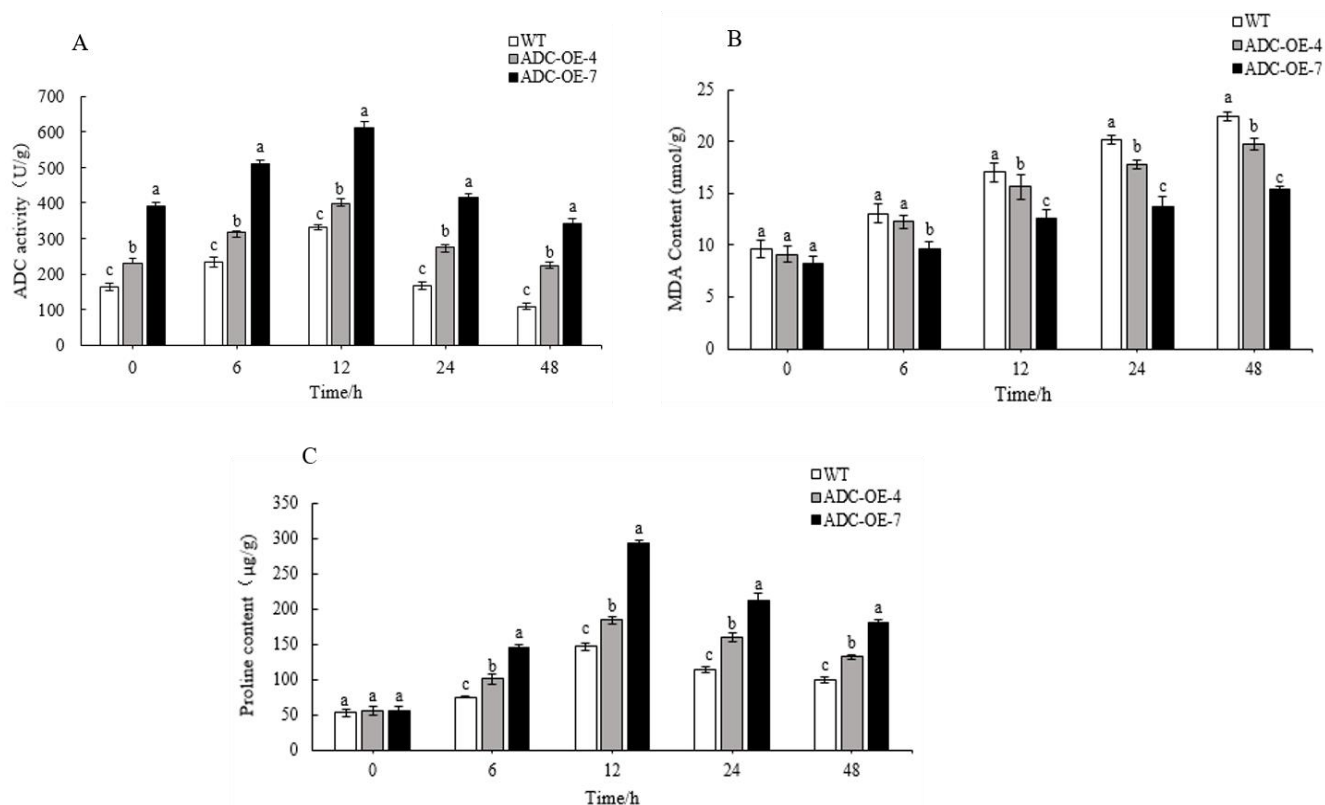 A
WT
ADC-OE-4
ADC-OE-7
ADC activity（U/g）
700
600
500
400
300
200
100
0
c b a
c b a
c b a
c b a
c b a
0 6 12 24 48
Time/h
B
WT
ADC-OE-4
ADC-OE-7
MDA Content (nmol/g)
25
20
15
10
5
0
a a a
a a b
a b c
a b c
a b c
0 6 12 24 48
Time/h
C
WT
ADC-OE-4
ADC-OE-7
Proline content（μg/g）
350
300
250
200
150
100
50
0
a a a
c b a
c b a
c b a
c b a
0 6 12 24 48
Time/h